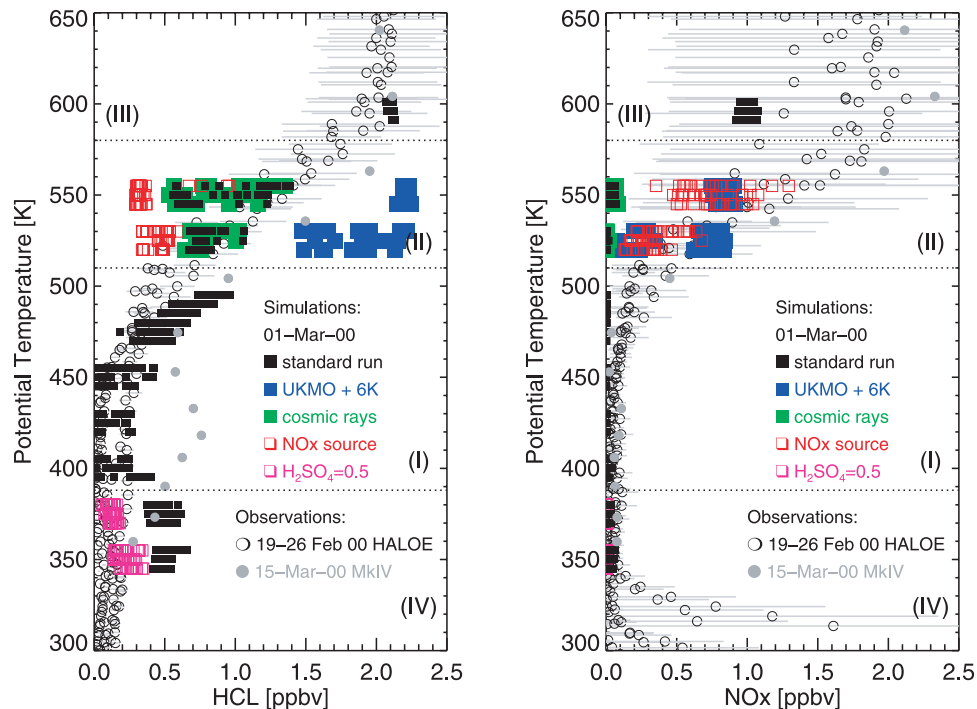 650
600
550
500
450
400
350
300
Potential Temperature [K]
(III)
(II)
(I)
(IV)
Simulations:
01–Mar–00
standard run
UKMO + 6K
cosmic rays
NOx source
H₂SO₄=0.5
Observations:
19–26 Feb 00 HALOE
15–Mar–00 MkIV
0.0 0.5 1.0 1.5 2.0 2.5
HCL [ppbv]
650
600
550
500
450
400
350
300
Potential Temperature [K]
(III)
(II)
(I)
(IV)
Simulations:
01–Mar–00
standard run
UKMO + 6K
cosmic rays
NOx source
H₂SO₄=0.5
Observations:
19–26 Feb 00 HALOE
15–Mar–00 MkIV
0.0 0.5 1.0 1.5 2.0 2.5
NOx [ppbv]